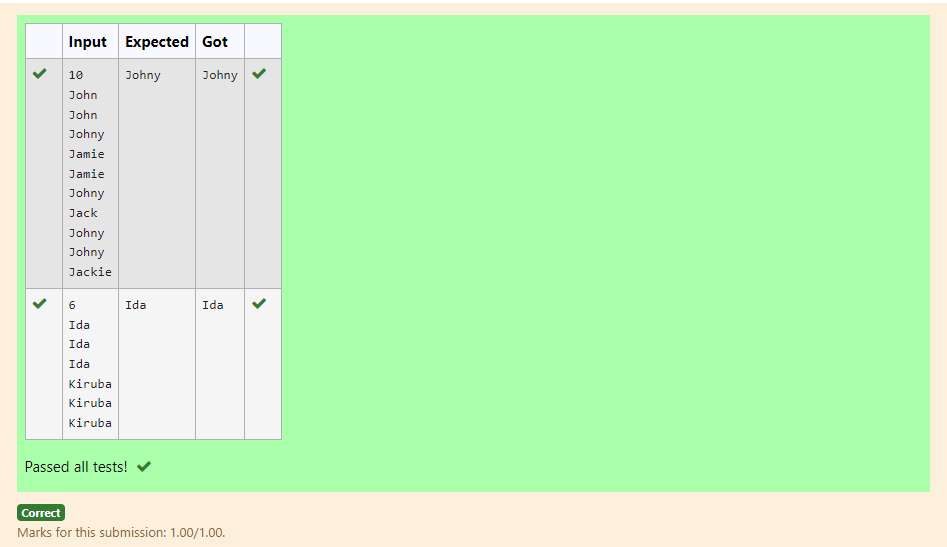 Input Expected Got
10 Johny Johny
John
John
Johny
Jamie
Jamie
Johny
Jack
Johny
Johny
Jackie
6 Ida Ida
Ida
Ida
Ida
Kiruba
Kiruba
Kiruba
Passed all tests!
Correct
Marks for this submission: 1.00/1.00.